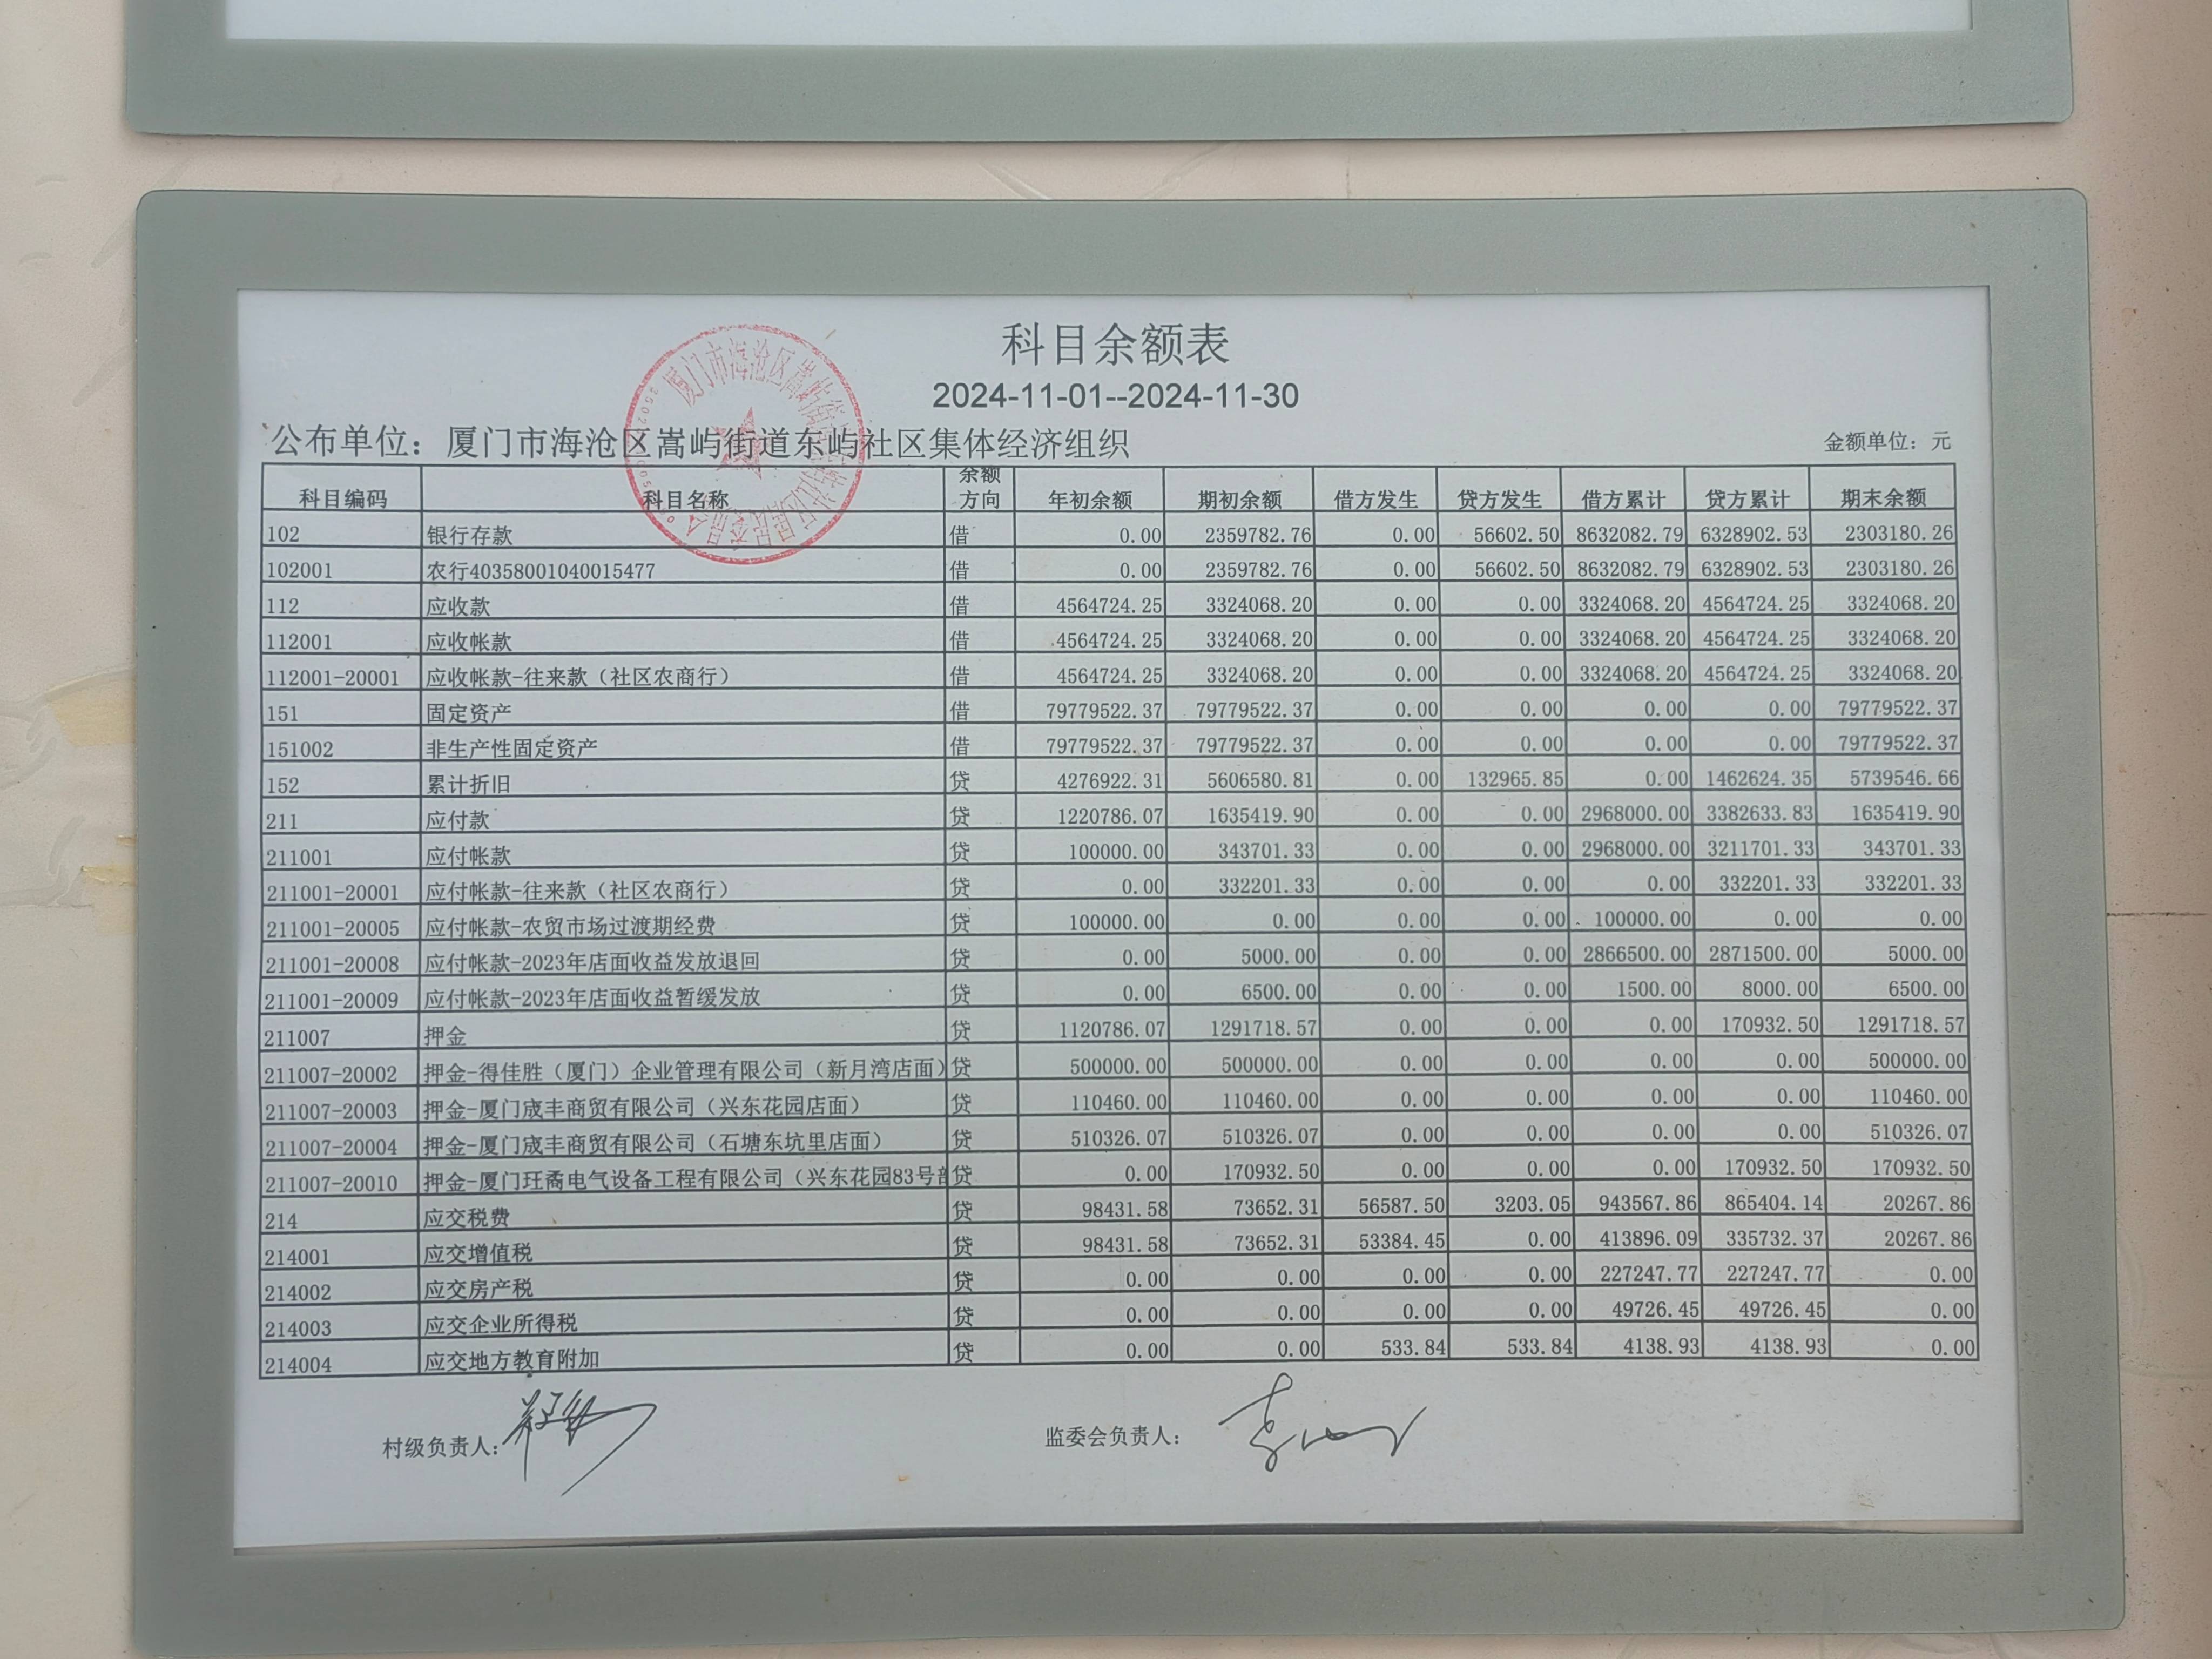 科目余额表
2024-11-01--2024-11-30
公布单位：厦门市海沧区嵩屿街道东屿社区集体经济组织 金额单位：元
科目编码 科目名称 余额方向 年初余额 期初余额 借方发生 贷方发生 借方累计 贷方累计 期末余额
102 银行存款 借 0.00 2359782.76 0.00 56602.50 8632082.79 6328902.53 2303180.26
102001 农行40358001040015477 借 0.00 2359782.76 0.00 56602.50 8632082.79 6328902.53 2303180.26
112 应收款 借 4564724.25 3324068.20 0.00 0.00 3324068.20 4564724.25 3324068.20
112001 应收帐款 借 4564724.25 3324068.20 0.00 0.00 3324068.20 4564724.25 3324068.20
112001-20001 应收帐款-往来款（社区农商行） 借 4564724.25 3324068.20 0.00 0.00 3324068.20 4564724.25 3324068.20
151 固定资产 借 79779522.37 79779522.37 0.00 0.00 0.00 0.00 79779522.37
151002 非生产性固定资产 借 79779522.37 79779522.37 0.00 0.00 0.00 0.00 79779522.37
152 累计折旧 贷 4276922.31 5606580.81 0.00 132965.85 0.00 1462624.35 5739546.66
211 应付款 贷 1220786.07 1635419.90 0.00 0.00 2968000.00 3382633.83 1635419.90
211001 应付帐款 贷 100000.00 343701.33 0.00 0.00 2968000.00 3211701.33 343701.33
211001-20001 应付帐款-往来款（社区农商行） 贷 0.00 332201.33 0.00 0.00 0.00 332201.33 332201.33
211001-20005 应付帐款-农贸市场过渡期经费 贷 100000.00 0.00 0.00 0.00 100000.00 0.00 0.00
211001-20008 应付帐款-2023年店面收益发放退回 贷 0.00 5000.00 0.00 0.00 2866500.00 2871500.00 5000.00
211001-20009 应付帐款-2023年店面收益暂缓发放 贷 0.00 6500.00 0.00 0.00 1500.00 8000.00 6500.00
211007 押金 贷 1120786.07 1291718.57 0.00 0.00 0.00 170932.50 1291718.57
211007-20002 押金-得佳胜（厦门）企业管理有限公司（新月湾店面） 贷 500000.00 500000.00 0.00 0.00 0.00 0.00 500000.00
211007-20003 押金-厦门宬丰商贸有限公司（兴东花园店面） 贷 110460.00 110460.00 0.00 0.00 0.00 0.00 110460.00
211007-20004 押金-厦门宬丰商贸有限公司（石塘东坑里店面） 贷 510326.07 510326.07 0.00 0.00 0.00 0.00 510326.07
211007-20010 押金-厦门玨矞电气设备工程有限公司（兴东花园83号 贷 0.00 170932.50 0.00 0.00 0.00 170932.50 170932.50
214 应交税费 贷 98431.58 73652.31 56587.50 3203.05 943567.86 865404.14 20267.86
214001 应交增值税 贷 98431.58 73652.31 53384.45 0.00 413896.09 335732.37 20267.86
214002 应交房产税 贷 0.00 0.00 0.00 0.00 227247.77 227247.77 0.00
214003 应交企业所得税 贷 0.00 0.00 0.00 0.00 49726.45 49726.45 0.00
214004 应交地方教育附加 贷 0.00 0.00 533.84 533.84 4138.93 4138.93 0.00
村级负责人： 监委会负责人：